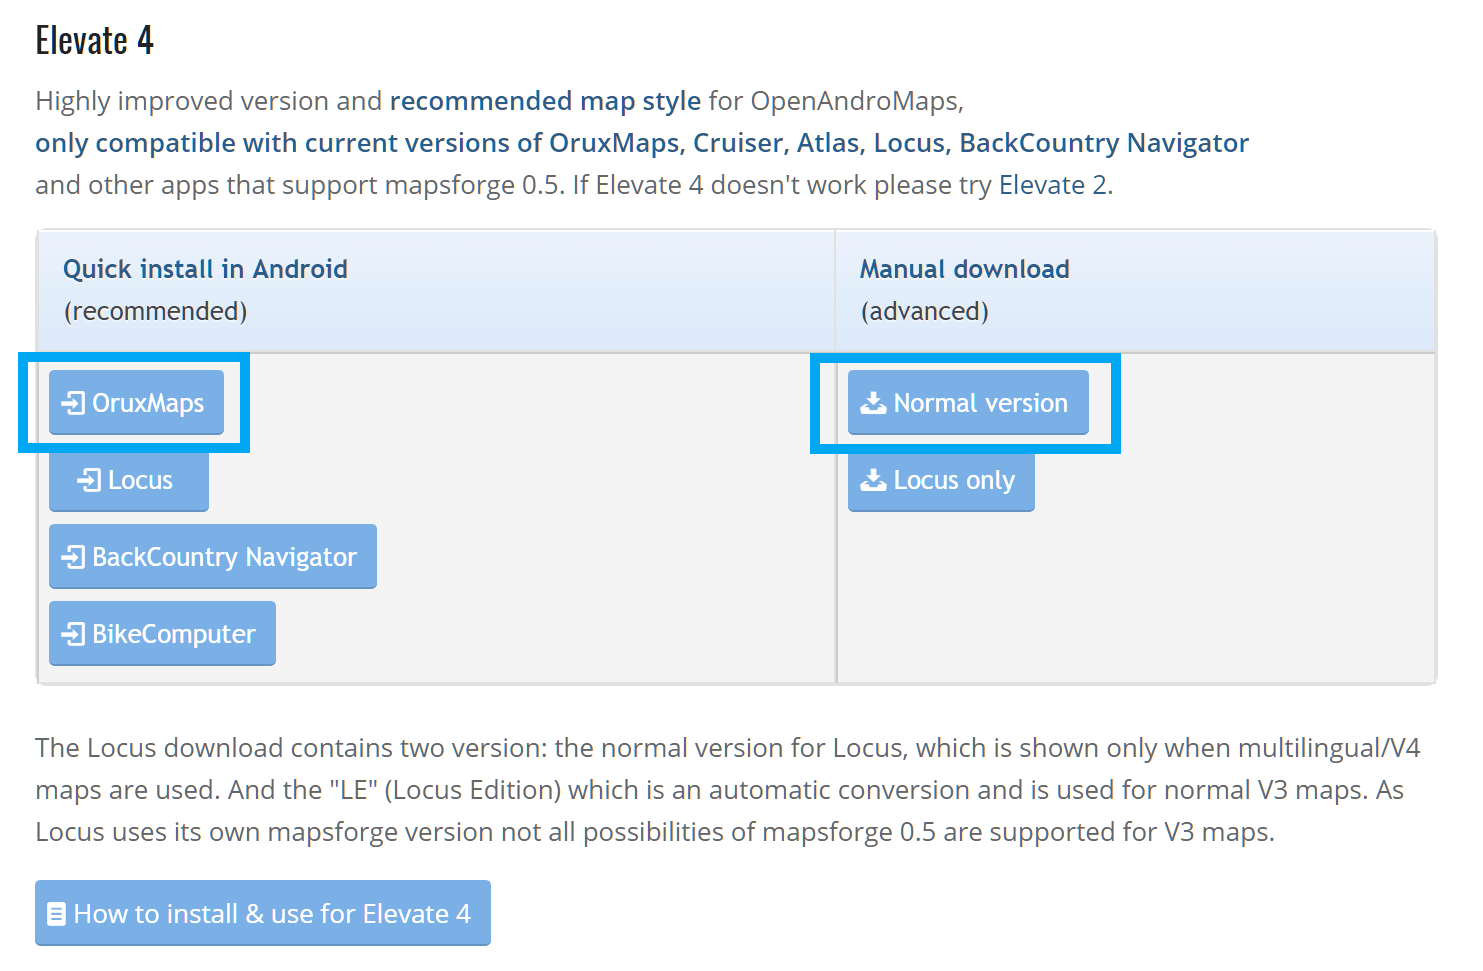 Elevate 4
Highly improved version and recommended map style for OpenAndroMaps,
only compatible with current versions of OruxMaps, Cruiser, Atlas, Locus, BackCountry Navigator
and other apps that support mapsforge 0.5. If Elevate 4 doesn't work please try Elevate 2.
Quick install in Android
(recommended)
Manual download
(advanced)
OruxMaps
Locus
BackCountry Navigator
BikeComputer
Normal version
Locus only
The Locus download contains two version: the normal version for Locus, which is shown only when multilingual/V4
maps are used. And the "LE" (Locus Edition) which is an automatic conversion and is used for normal V3 maps. As
Locus uses its own mapsforge version not all possibilities of mapsforge 0.5 are supported for V3 maps.
How to install & use for Elevate 4